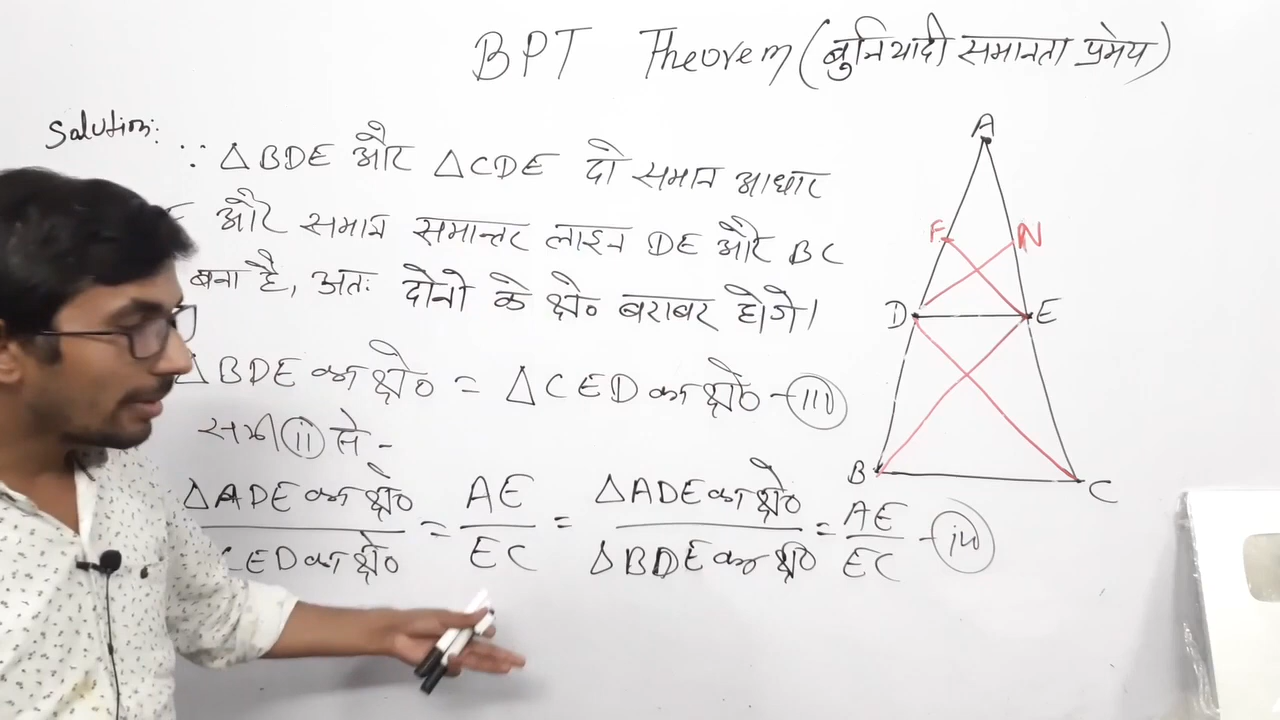 BPT Theorem (बुनियादी समानता प्रमेय)
Solution:
∵ △BDE और △CDE दो समान आधार
और समान समान्तर लाइन DE और BC
बना है, अतः दोनो के क्षे० बराबर होगे।
△BDE का क्षे० = △CED का क्षे० - (iii)
समी (ii) से -
△ADE का क्षे० / CED का क्षे० = AE / EC = △ADE का क्षे० / △BDE का क्षे० = AE / EC - (iv)
A
F N
D E
B C